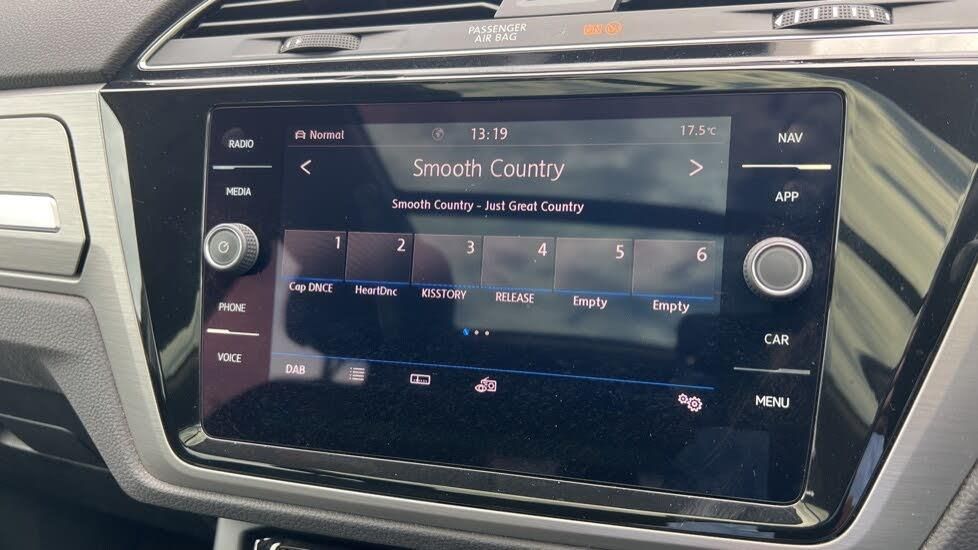 PASSENGER
AIR BAG
RADIO
MEDIA
PHONE
VOICE
Normal 13:19 17.5°C
< Smooth Country >
Smooth Country - Just Great Country
1 2 3 4 5 6
Cap DNCE HeartDnc KISSTORY RELEASE Empty Empty
DAB
NAV
APP
CAR
MENU